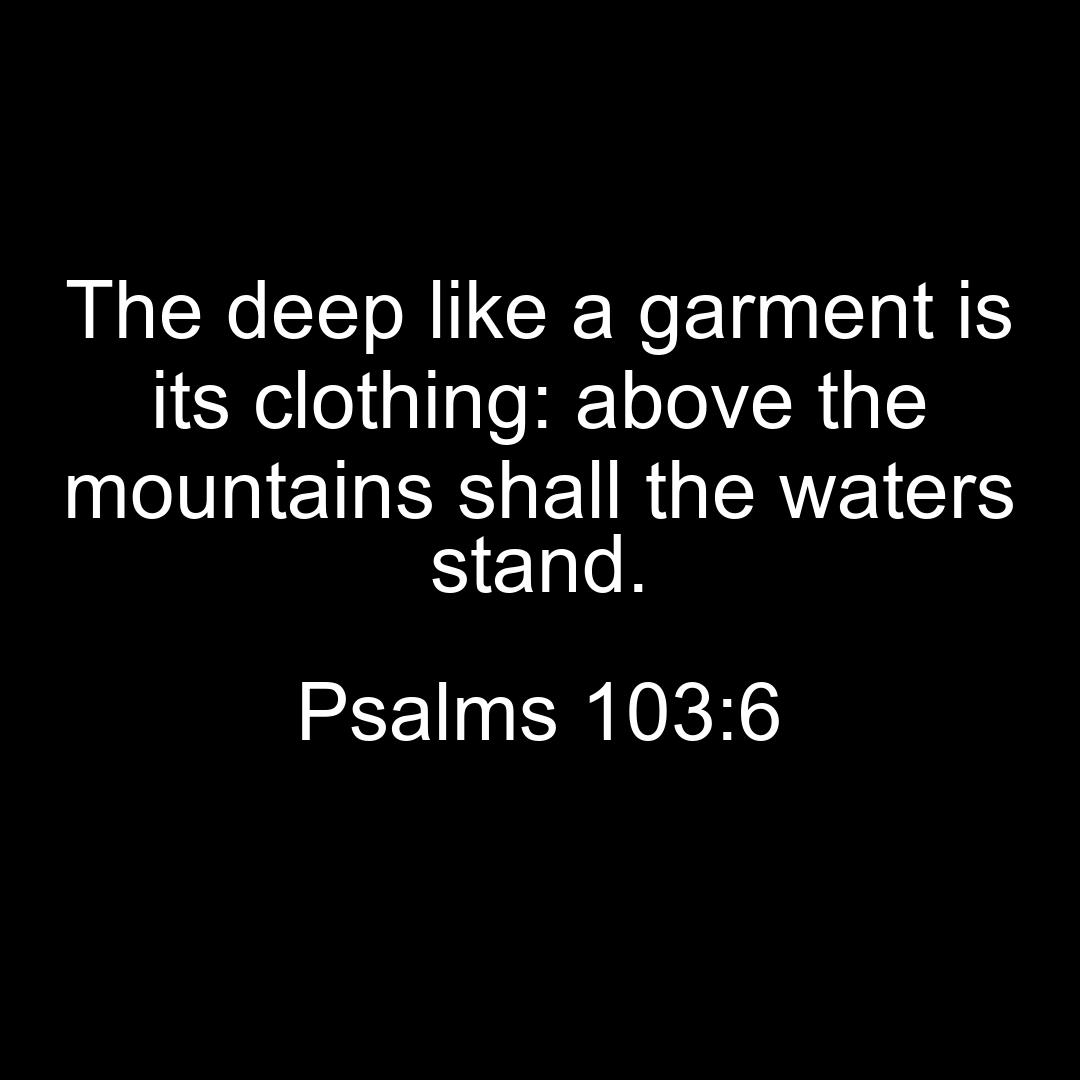 The deep like a garment is
its clothing: above the
mountains shall the waters
stand.
Psalms 103:6